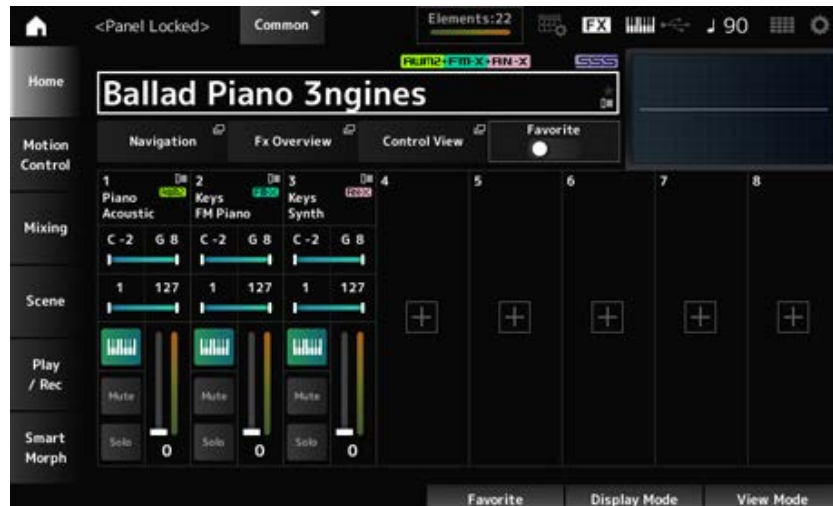 <Panel Locked>
Common
Elements:22
FX
90
AWM2+FM-X+AN-X
SSS
Home
Ballad Piano 3ngines
Navigation
Fx Overview
Control View
Favorite
Motion
Control
1
Piano
Acoustic
AWM2
2
Keys
FM Piano
FM-X
3
Keys
Synth
AN-X
4
5
6
7
8
Mixing
C -2 G 8
C -2 G 8
C -2 G 8
Scene
1 127
1 127
1 127
Play
/ Rec
Mute
Mute
Mute
Smart
Morph
Solo
0
Solo
0
Solo
0
Favorite
Display Mode
View Mode